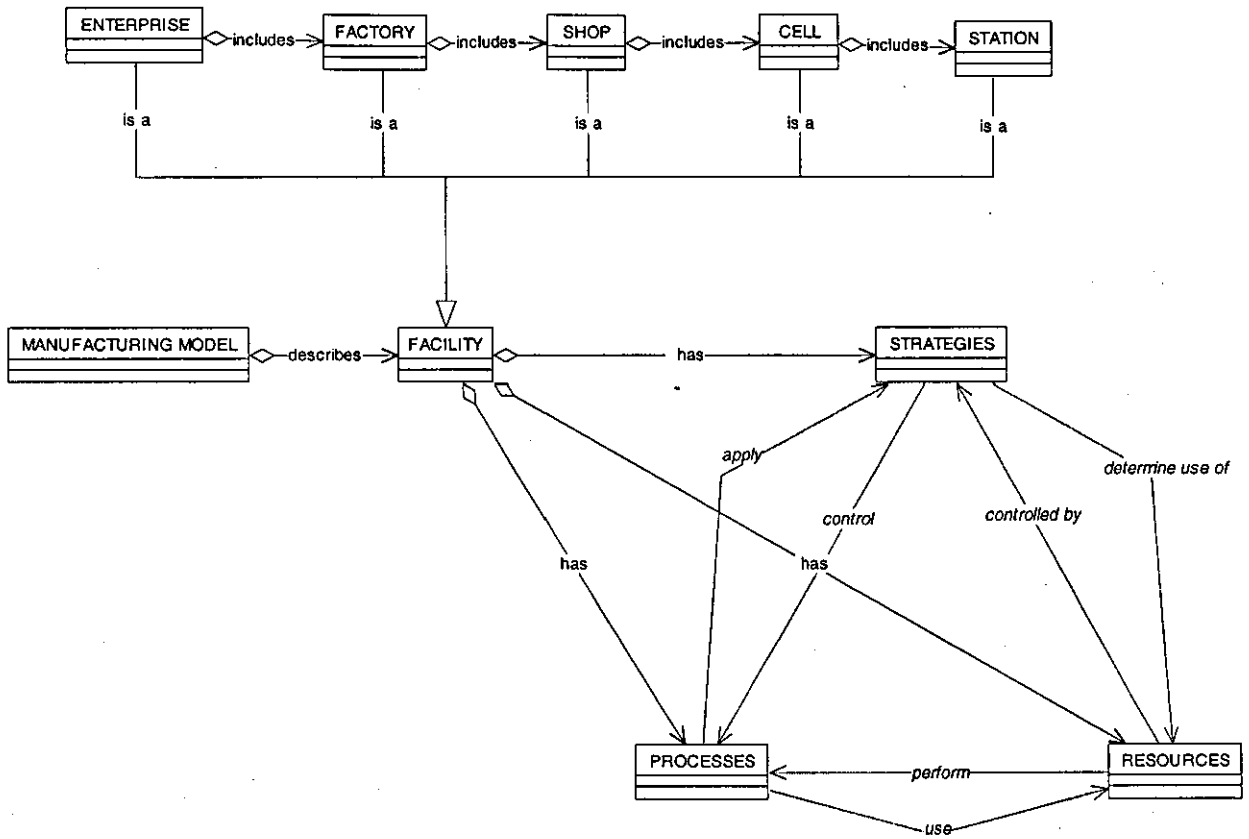 ENTERPRISE
includes
FACTORY
includes
SHOP
includes
CELL
includes
STATION
is a
is a
is a
is a
is a
MANUFACTURING MODEL
describes
FACILITY
has
STRATEGIES
apply
determine use of
control
controlled by
has
has
PROCESSES
perform
RESOURCES
use